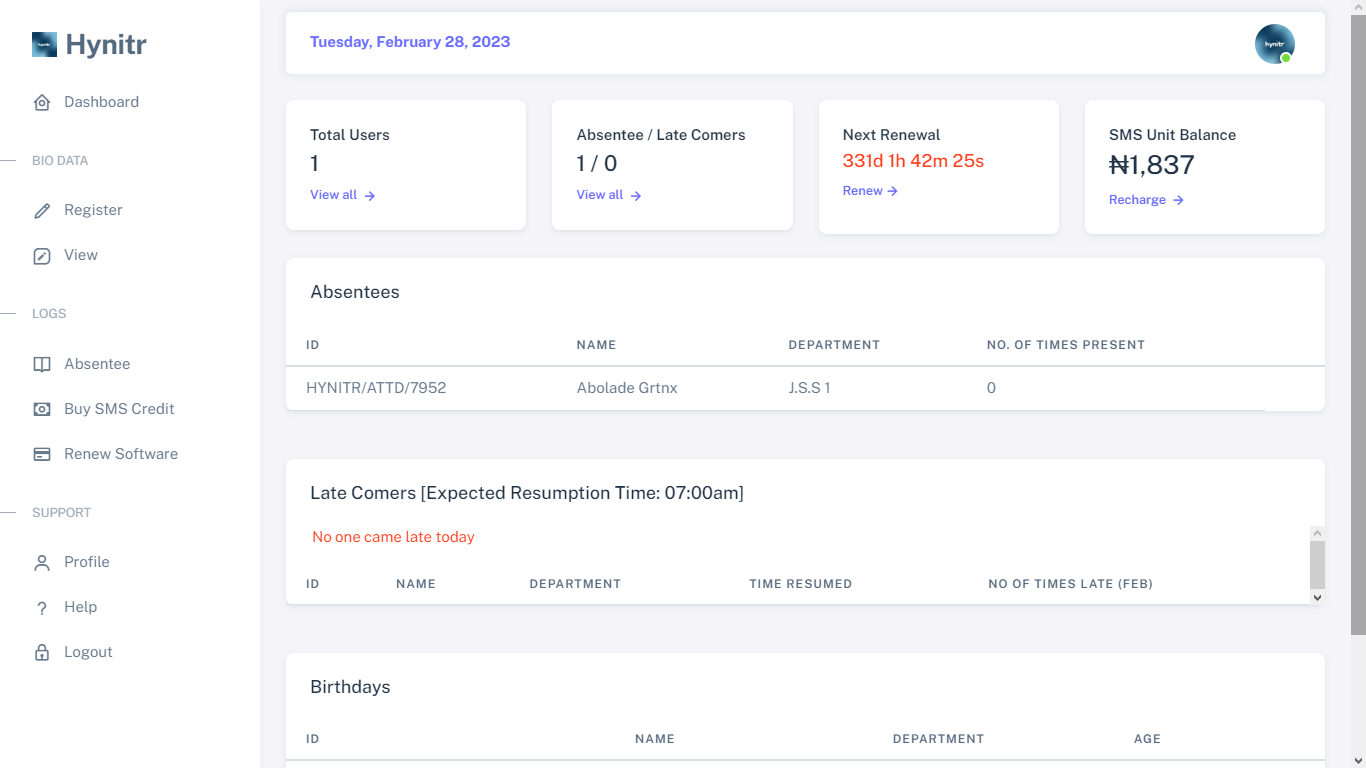 Hynitr
Dashboard
BIO DATA
Register
View
LOGS
Absentee
Buy SMS Credit
Renew Software
SUPPORT
Profile
Help
Logout
Tuesday, February 28, 2023
hynitr
Total Users
1
View all →
Absentee / Late Comers
1 / 0
View all →
Next Renewal
331d 1h 42m 25s
Renew →
SMS Unit Balance
₦1,837
Recharge →
Absentees
ID NAME DEPARTMENT NO. OF TIMES PRESENT
HYNITR/ATTD/7952 Abolade Grtnx J.S.S 1 0
Late Comers [Expected Resumption Time: 07:00am]
No one came late today
ID NAME DEPARTMENT TIME RESUMED NO OF TIMES LATE (FEB)
Birthdays
ID NAME DEPARTMENT AGE